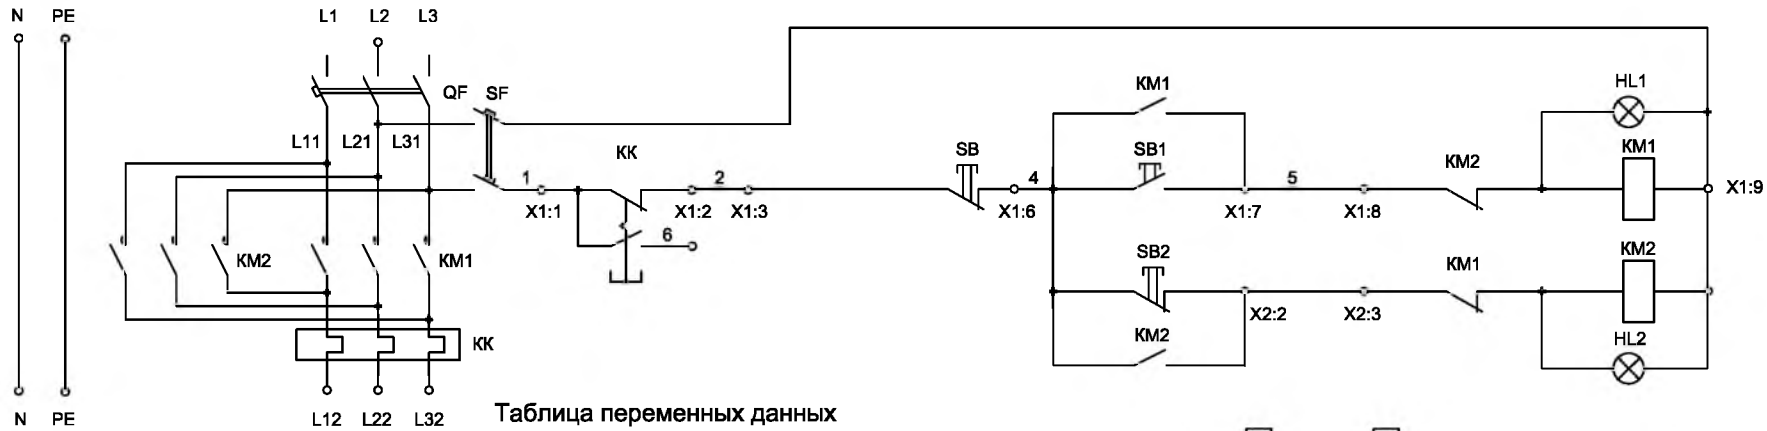 N PE L1 L2 L3
QF SF
L11 L21 L31
KK
1 2
X1:1 X1:2 X1:3
6
KM2 KM1
KK
N PE L12 L22 L32
SB 4
X1:6
KM1
SB1 5
X1:7 X1:8
KM2
HL1
KM1
X1:9
SB2
KM1
KM2
X2:2 X2:3
KM2
HL2
Таблица переменных данных